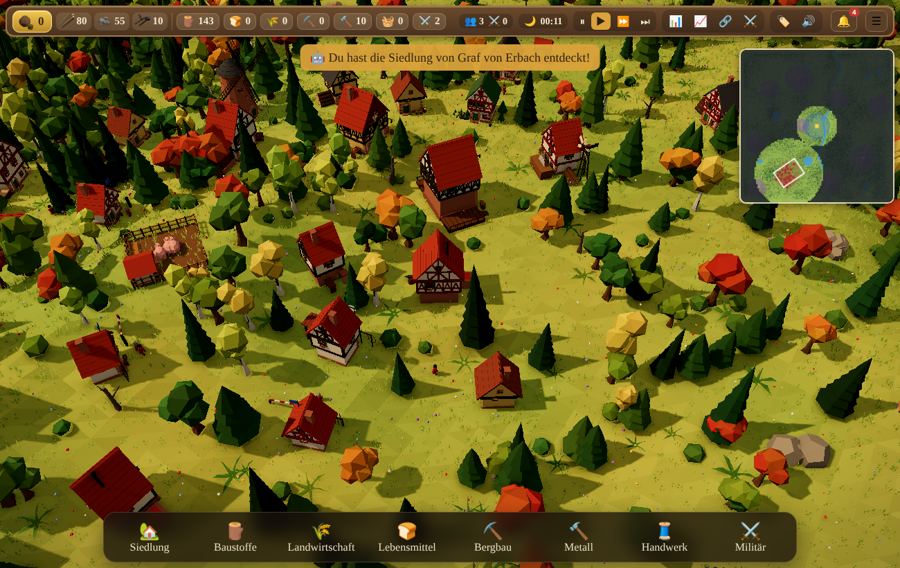 0 80 55 10 143 0 0 0 10 0 2 3 0 00:11 4
Du hast die Siedlung von Graf von Erbach entdeckt!
Siedlung Baustoffe Landwirtschaft Lebensmittel Bergbau Metall Handwerk Militär